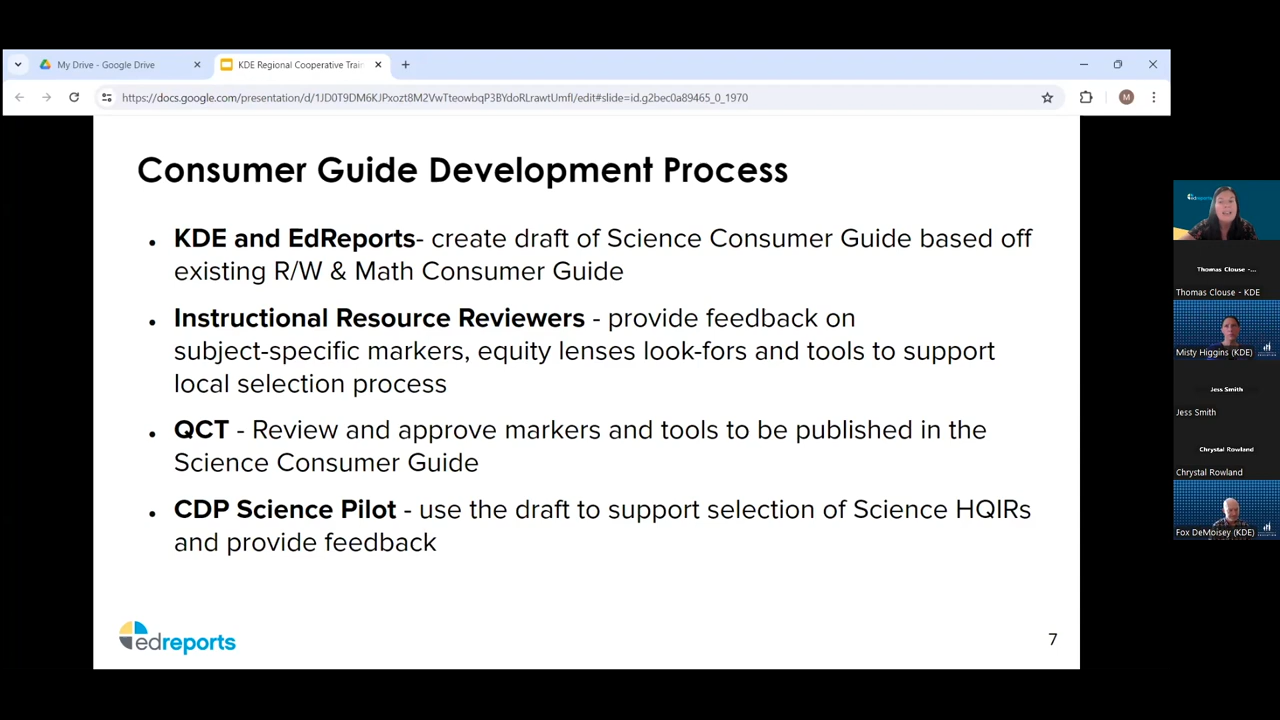 My Drive - Google Drive
KDE Regional Cooperative Train
https://docs.google.com/presentation/d/1JD0T9DM6KJPxozt8M2VwTteowbqP3BYdoRLrawtUmfI/edit#slide=id.g2bec0a89465_0_1970
M
Consumer Guide Development Process
• KDE and EdReports- create draft of Science Consumer Guide based off
existing R/W & Math Consumer Guide
• Instructional Resource Reviewers - provide feedback on
subject-specific markers, equity lenses look-fors and tools to support
local selection process
• QCT - Review and approve markers and tools to be published in the
Science Consumer Guide
• CDP Science Pilot - use the draft to support selection of Science HQIRs
and provide feedback
edreports
7
edreports
Thomas Clouse -...
Thomas Clouse - KDE
Misty Higgins (KDE)
Jess Smith
Jess Smith
Chrystal Rowland
Chrystal Rowland
Fox DeMoisey (KDE)